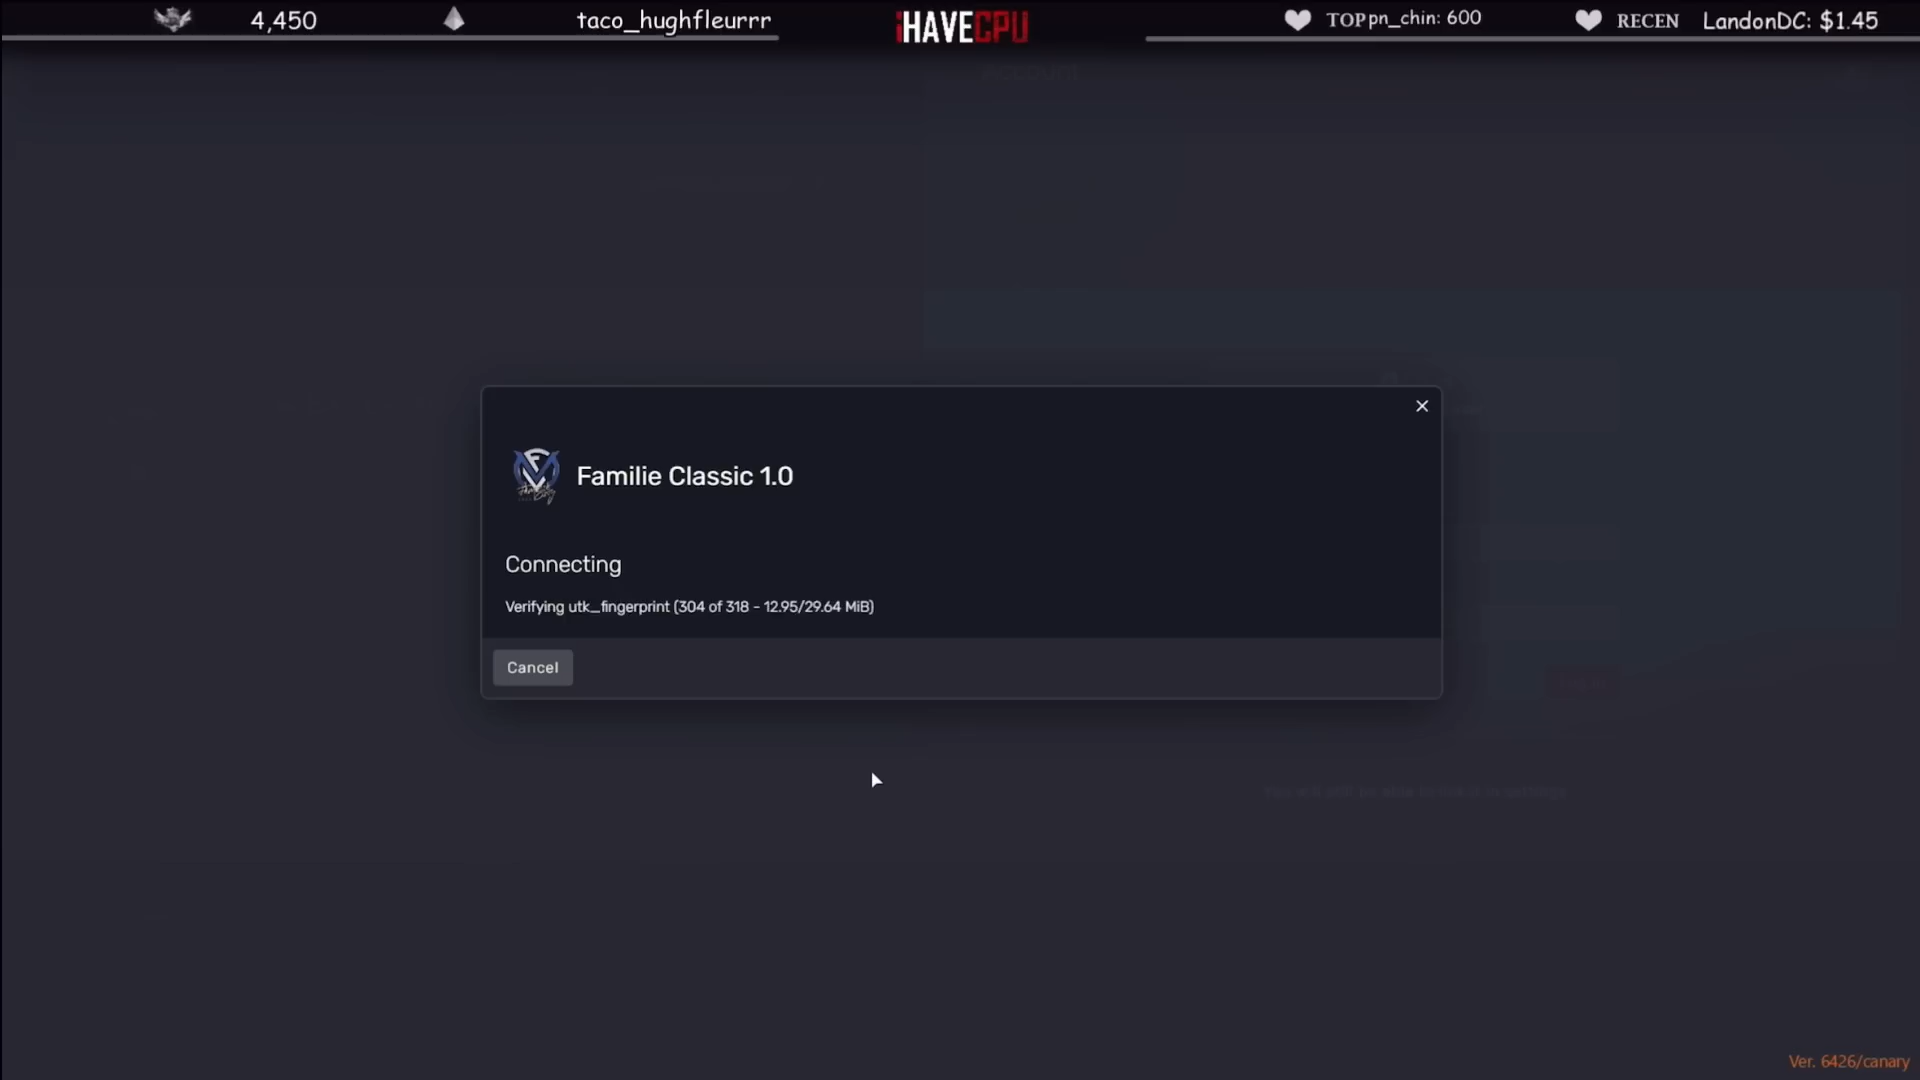 4,450
taco_hughfleurrr
iHAVECPU
TOP pn_chin: 600
RECEN
LandonDC: $1.45
Familie Classic 1.0
Connecting
Verifying utk_fingerprint (304 of 318 - 12.95/29.64 MiB)
Cancel
Ver. 6426/canary